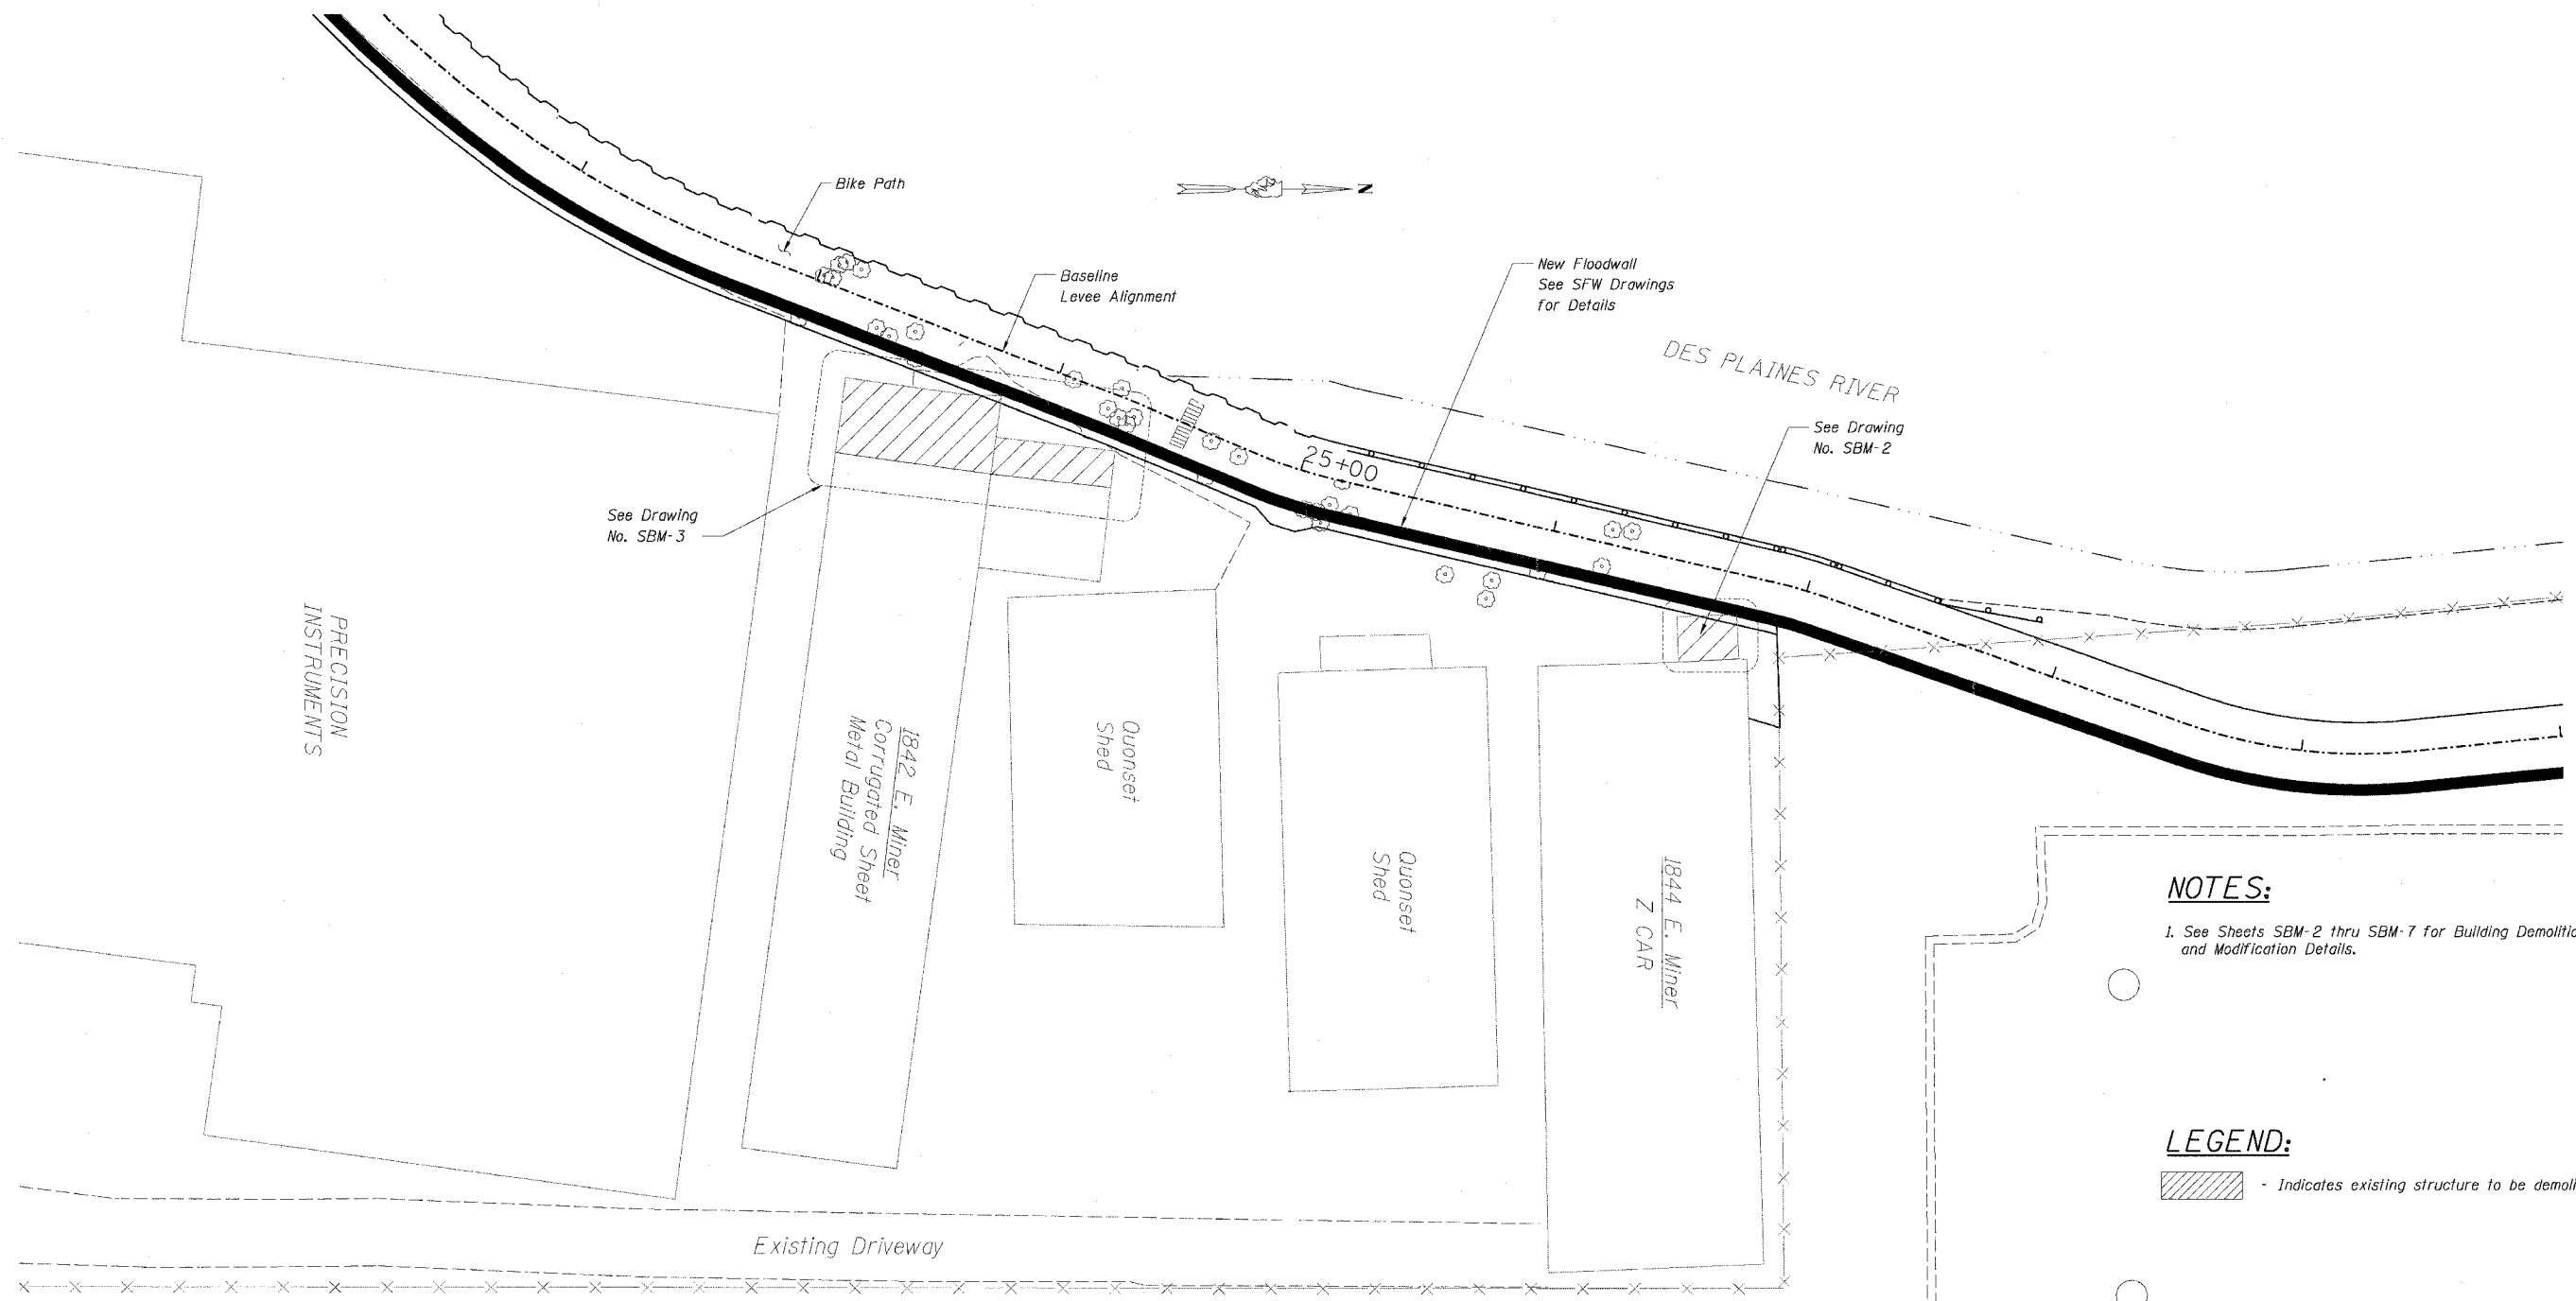 Bike Path
N
Baseline
Levee Alignment
New Floodwall
See SFW Drawings
for Details
DES PLAINES RIVER
See Drawing
No. SBM-2
25+00
See Drawing
No. SBM-3
PRECISION
INSTRUMENTS
1842 E. Miner
Corrugated Sheet
Metal Building
Quonset
Shed
Quonset
Shed
1844 E. Miner
Z CAR
NOTES:
1. See Sheets SBM-2 thru SBM-7 for Building Demolitio
and Modification Details.
LEGEND:
- Indicates existing structure to be demoli
Existing Driveway